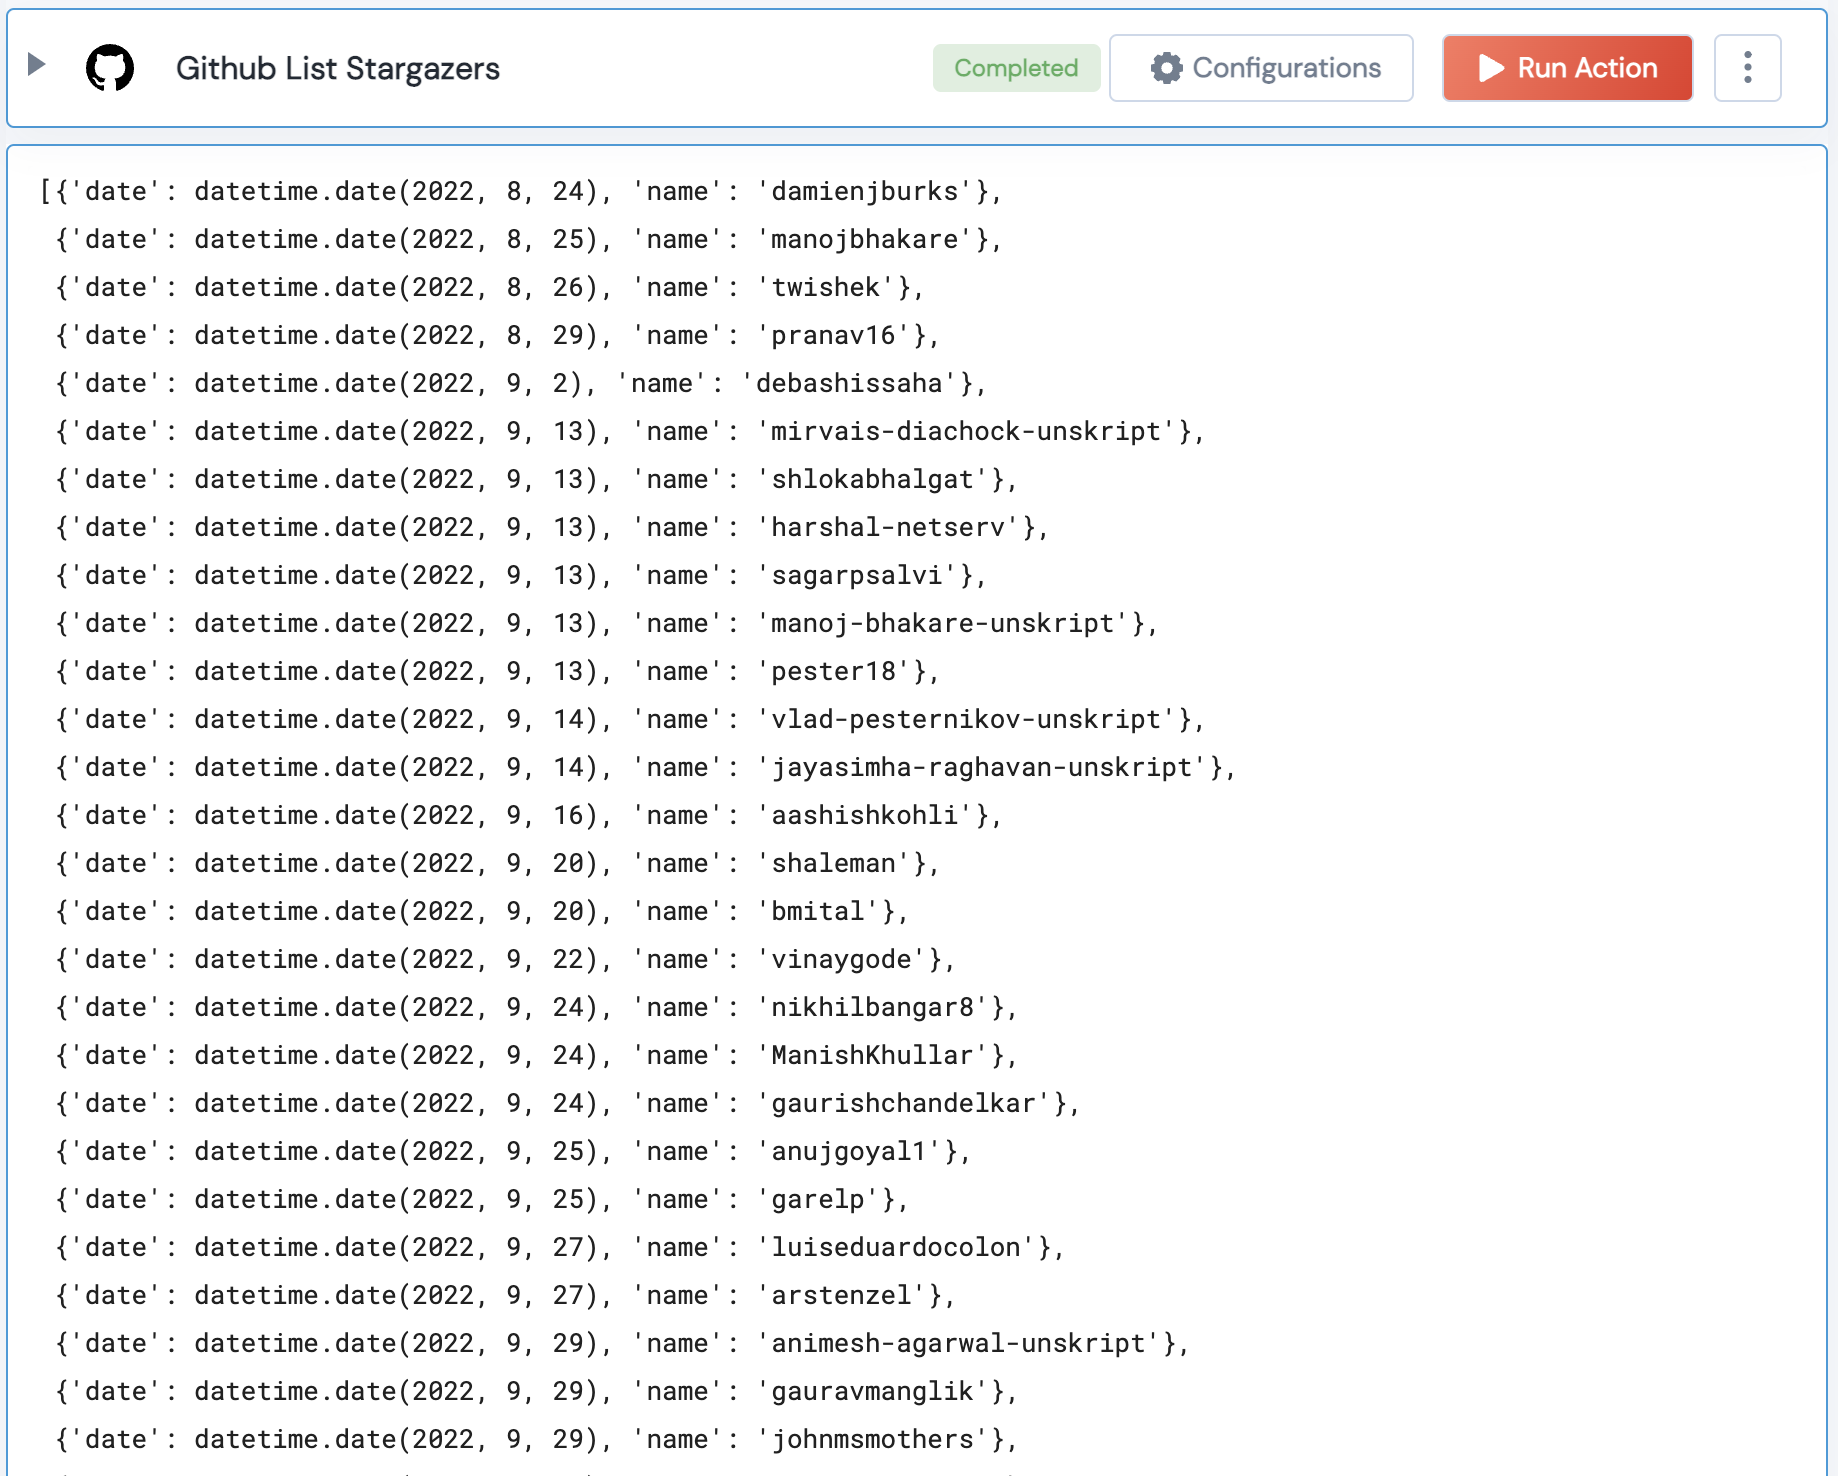 Github List Stargazers
Completed
Configurations
Run Action
[{'date': datetime.date(2022, 8, 24), 'name': 'damienjburks'},
{'date': datetime.date(2022, 8, 25), 'name': 'manojbhakare'},
{'date': datetime.date(2022, 8, 26), 'name': 'twishek'},
{'date': datetime.date(2022, 8, 29), 'name': 'pranav16'},
{'date': datetime.date(2022, 9, 2), 'name': 'debashissaha'},
{'date': datetime.date(2022, 9, 13), 'name': 'mirvais-diachock-unskript'},
{'date': datetime.date(2022, 9, 13), 'name': 'shlokabhalgat'},
{'date': datetime.date(2022, 9, 13), 'name': 'harshal-netserv'},
{'date': datetime.date(2022, 9, 13), 'name': 'sagarpsalvi'},
{'date': datetime.date(2022, 9, 13), 'name': 'manoj-bhakare-unskript'},
{'date': datetime.date(2022, 9, 13), 'name': 'pester18'},
{'date': datetime.date(2022, 9, 14), 'name': 'vlad-pesternikov-unskript'},
{'date': datetime.date(2022, 9, 14), 'name': 'jayasimha-raghavan-unskript'},
{'date': datetime.date(2022, 9, 16), 'name': 'aashishkohli'},
{'date': datetime.date(2022, 9, 20), 'name': 'shaleman'},
{'date': datetime.date(2022, 9, 20), 'name': 'bmital'},
{'date': datetime.date(2022, 9, 22), 'name': 'vinaygode'},
{'date': datetime.date(2022, 9, 24), 'name': 'nikhilbangar8'},
{'date': datetime.date(2022, 9, 24), 'name': 'ManishKhullar'},
{'date': datetime.date(2022, 9, 24), 'name': 'gaurishchandelkar'},
{'date': datetime.date(2022, 9, 25), 'name': 'anujgoyal1'},
{'date': datetime.date(2022, 9, 25), 'name': 'garelp'},
{'date': datetime.date(2022, 9, 27), 'name': 'luiseduardocolon'},
{'date': datetime.date(2022, 9, 27), 'name': 'arstenzel'},
{'date': datetime.date(2022, 9, 29), 'name': 'animesh-agarwal-unskript'},
{'date': datetime.date(2022, 9, 29), 'name': 'gauravmanglik'},
{'date': datetime.date(2022, 9, 29), 'name': 'johnmsmothers'},